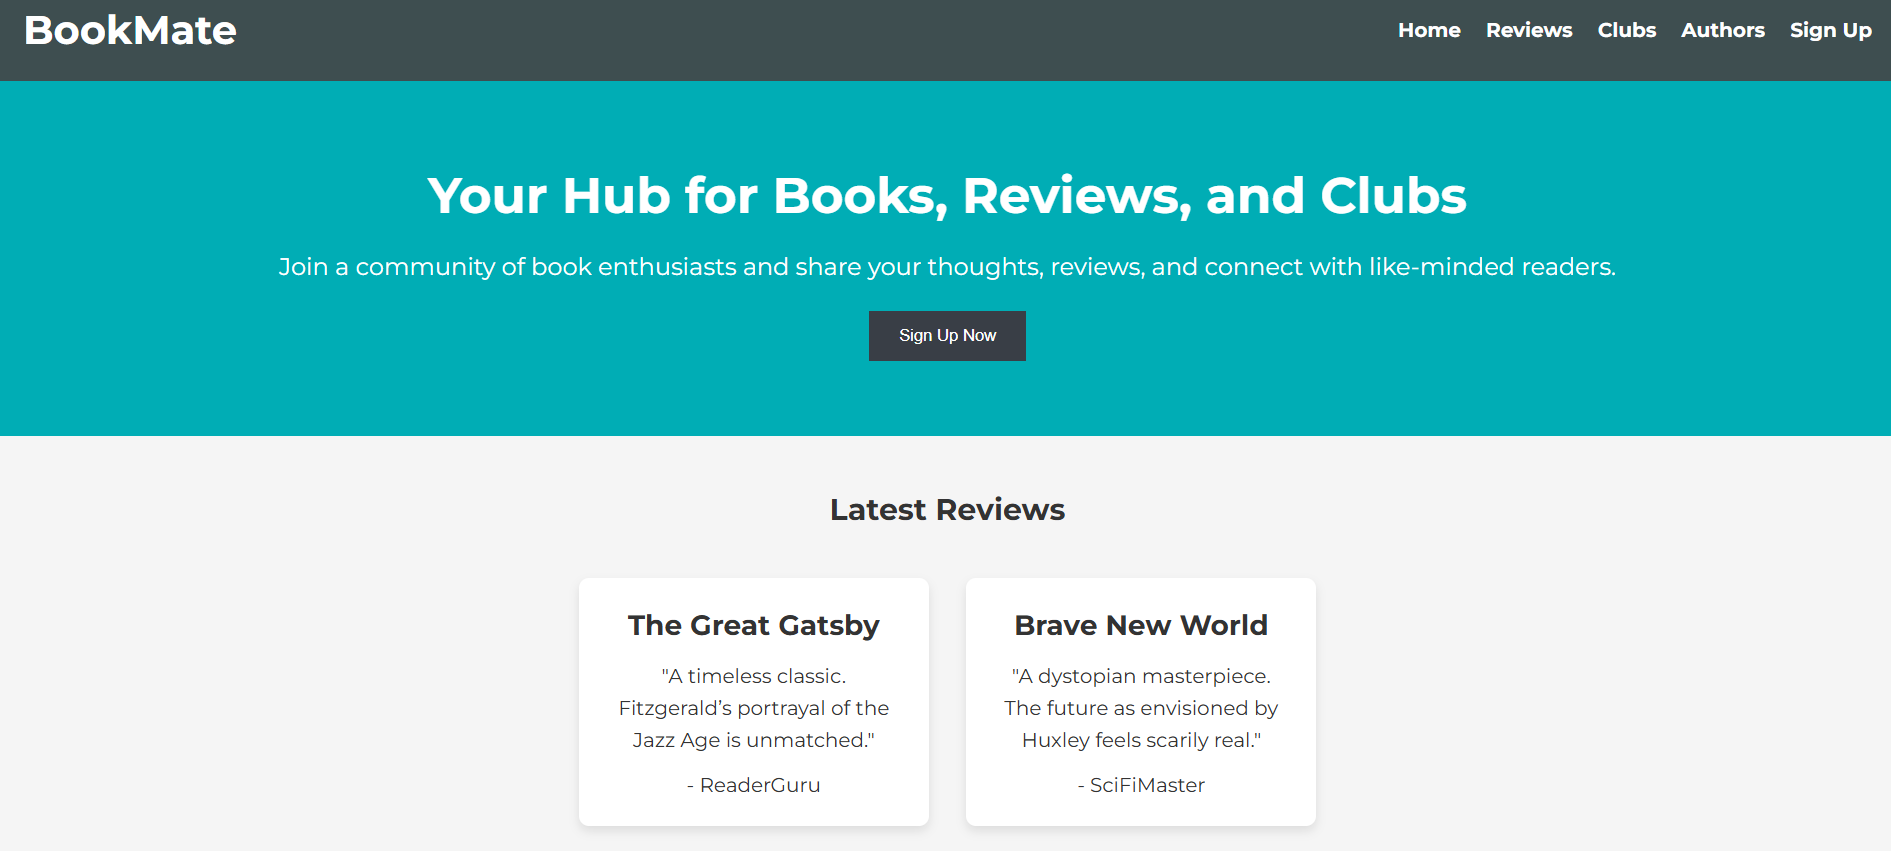 BookMate
Home Reviews Clubs Authors Sign Up
Your Hub for Books, Reviews, and Clubs
Join a community of book enthusiasts and share your thoughts, reviews, and connect with like-minded readers.
Sign Up Now
Latest Reviews
The Great Gatsby
"A timeless classic.
Fitzgerald’s portrayal of the
Jazz Age is unmatched."
- ReaderGuru
Brave New World
"A dystopian masterpiece.
The future as envisioned by
Huxley feels scarily real."
- SciFiMaster